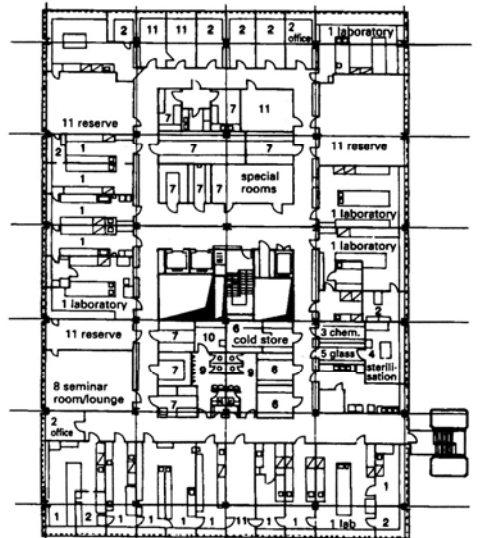 2 11 11 2 2 2 2 office
1 laboratory
7 7 11
11 reserve
11 reserve
2 1
7 7
1
7 7 7 special rooms
1
1 laboratory
1
1 laboratory
1 laboratory
2
11 reserve
7 10 6 cold store
3 chem.
5 glass 4
7 9 9 6
sterili-
sation
8 seminar
room/lounge
7 6
2
office
1
1 2 1 1 1 1 11 1 1 lab 2